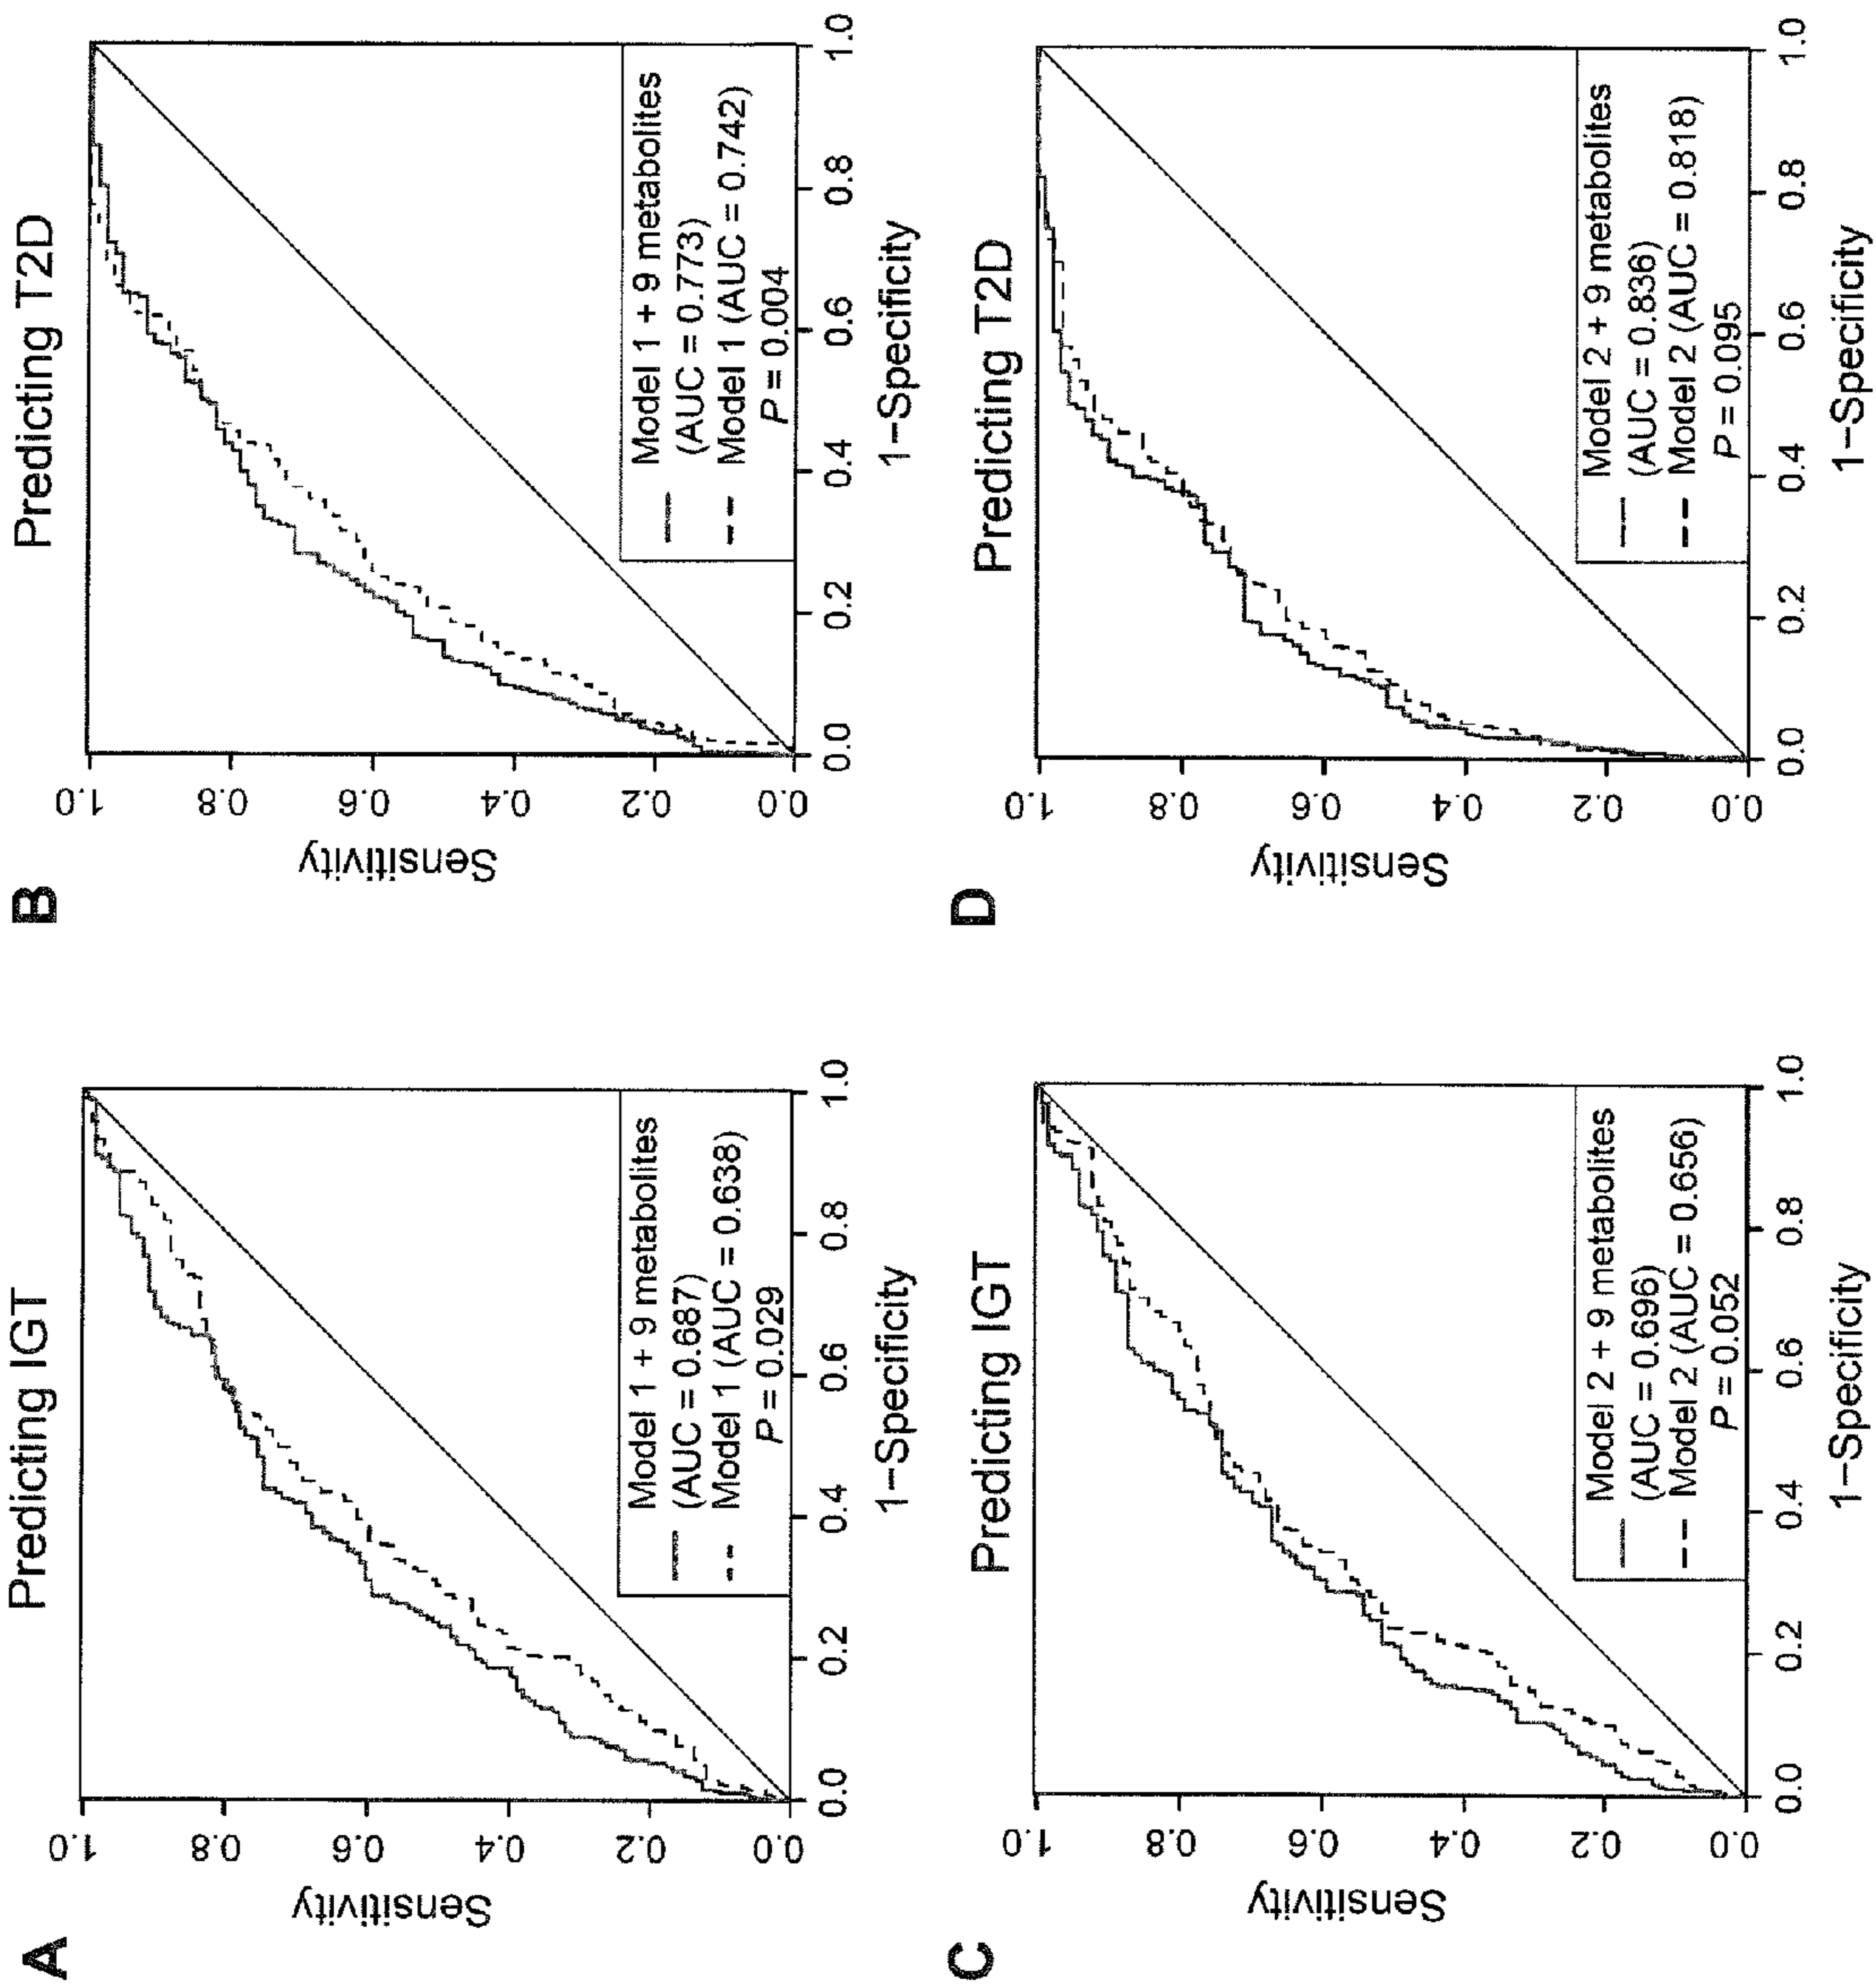 A
Predicting IGT
Sensitivity
1.0
0.8
0.6
0.4
0.2
0.0
0.0 0.2 0.4 0.6 0.8 1.0
1–Specificity
Model 1 + 9 metabolites
(AUC = 0.687)
Model 1 (AUC = 0.638)
P = 0.029
B
Predicting T2D
Sensitivity
1.0
0.8
0.6
0.4
0.2
0.0
0.0 0.2 0.4 0.6 0.8 1.0
1–Specificity
Model 1 + 9 metabolites
(AUC = 0.773)
Model 1 (AUC = 0.742)
P = 0.004
C
Predicting IGT
Sensitivity
1.0
0.8
0.6
0.4
0.2
0.0
0.0 0.2 0.4 0.6 0.8 1.0
1–Specificity
Model 2 + 9 metabolites
(AUC = 0.696)
Model 2 (AUC = 0.656)
P = 0.052
D
Predicting T2D
Sensitivity
1.0
0.8
0.6
0.4
0.2
0.0
0.0 0.2 0.4 0.6 0.8 1.0
1–Specificity
Model 2 + 9 metabolites
(AUC = 0.836)
Model 2 (AUC = 0.818)
P = 0.095